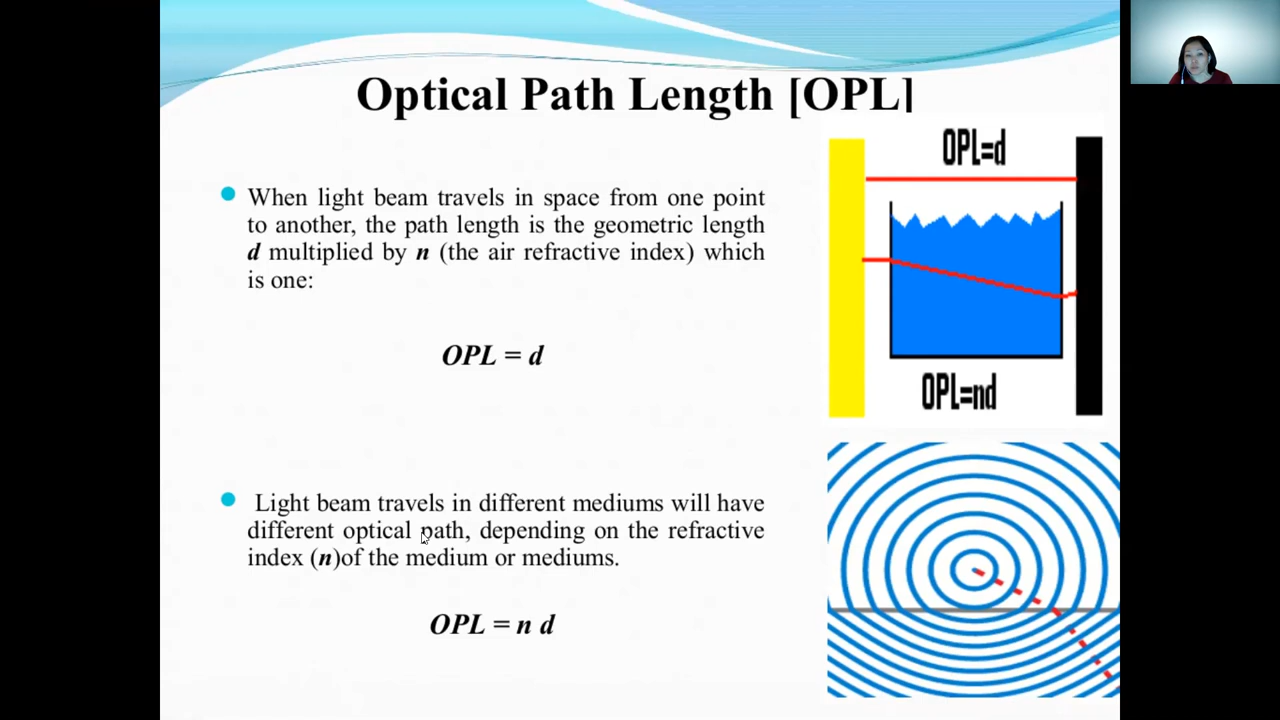 Optical Path Length [OPL]
OPL=d
When light beam travels in space from one point
to another, the path length is the geometric length
d multiplied by n (the air refractive index) which
is one:
OPL = d
OPL=nd
Light beam travels in different mediums will have
different optical path, depending on the refractive
index (n)of the medium or mediums.
OPL = n d